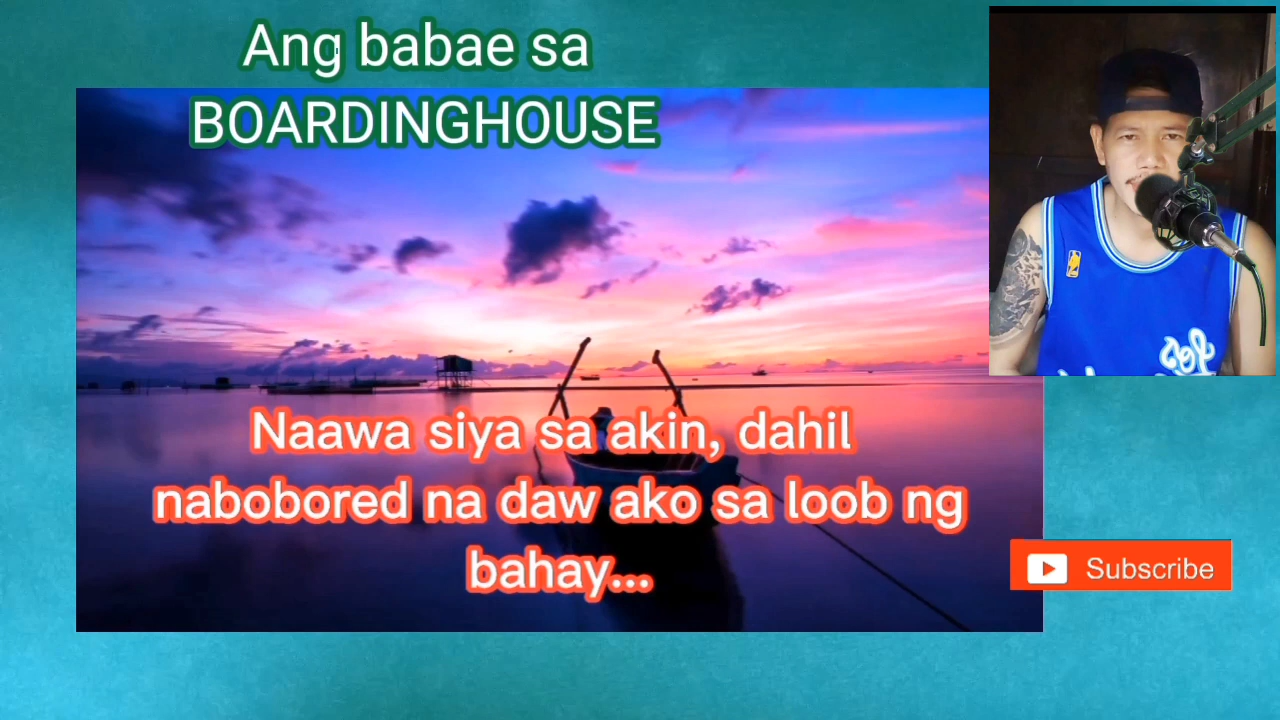 Ang babae sa
BOARDINGHOUSE
Naawa siya sa akin, dahil
nabobored na daw ako sa loob ng
bahay...
Subscribe